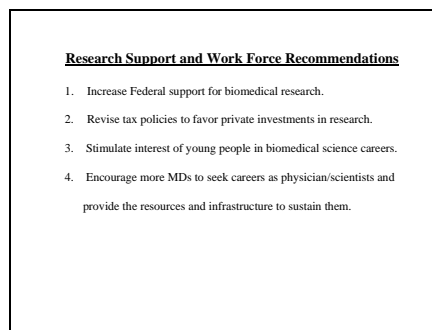 Research Support and Work Force Recommendations
1. Increase Federal support for biomedical research.
2. Revise tax policies to favor private investments in research.
3. Stimulate interest of young people in biomedical science careers.
4. Encourage more MDs to seek careers as physician/scientists and
provide the resources and infrastructure to sustain them.